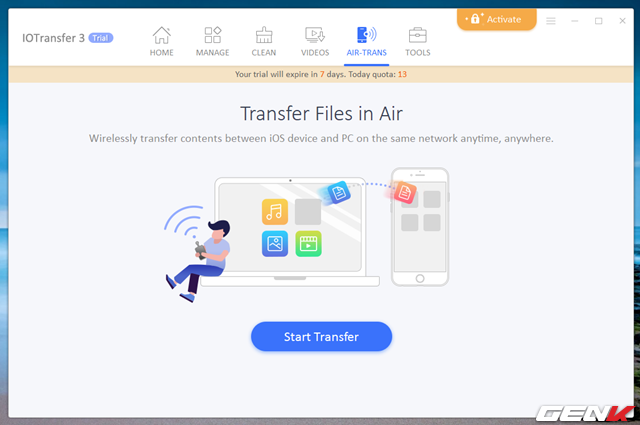 IOTransfer 3 Trial
Activate
HOME
MANAGE
CLEAN
VIDEOS
AIR-TRANS
TOOLS
Your trial will expire in 7 days. Today quota: 13
Transfer Files in Air
Wirelessly transfer contents between iOS device and PC on the same network anytime, anywhere.
Start Transfer
GENK